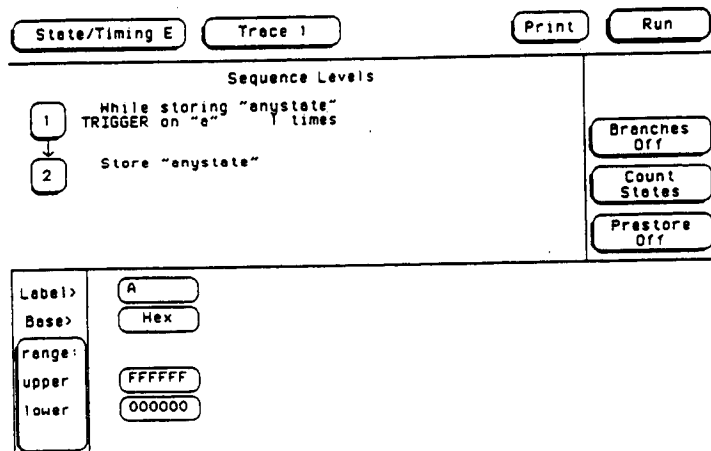 State/Timing E Trace 1 Print Run
Sequence Levels
1 While storing "anystate"
TRIGGER on "a" 1 times
2 Store "anystate"
Branches
Off
Count
States
Prestore
Off
Label> A
Base> Hex
range:
upper FFFFFF
lower 000000